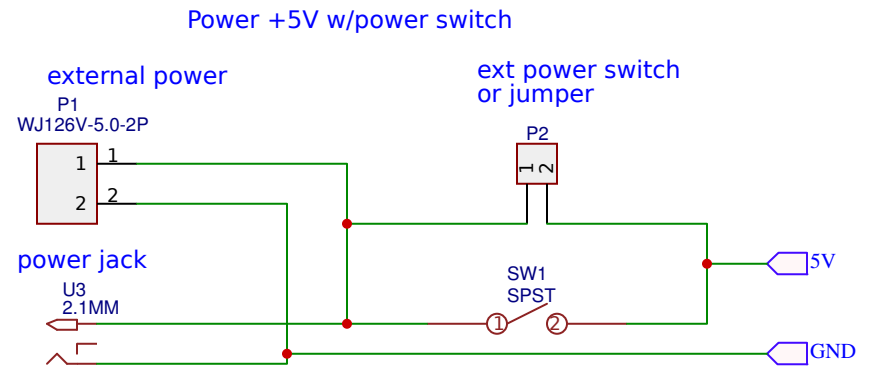 Power +5V w/power switch
external power
P1
WJ126V-5.0-2P
1 1
2 2
ext power switch
or jumper
P2
1 2
power jack
U3
2.1MM
SW1
SPST
1 2
5V
GND